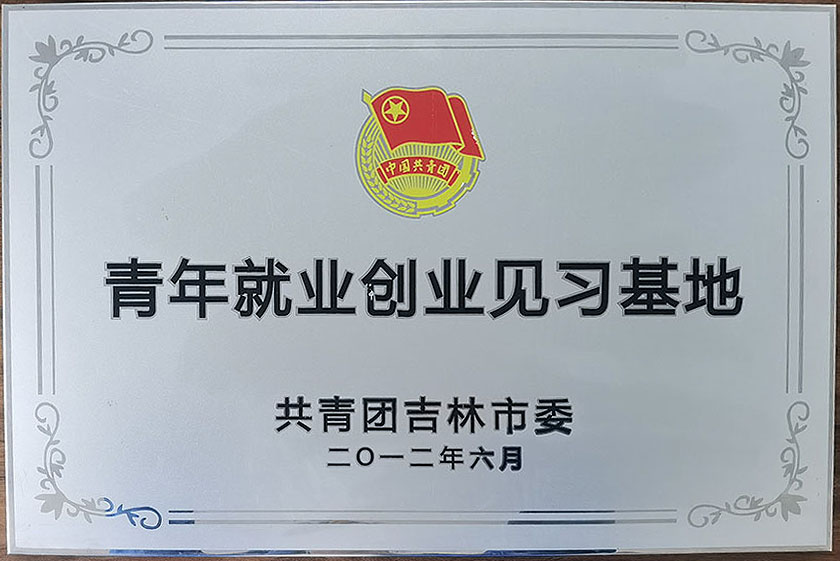 中国共青团
青年就业创业见习基地
共青团吉林市委
二〇一二年六月